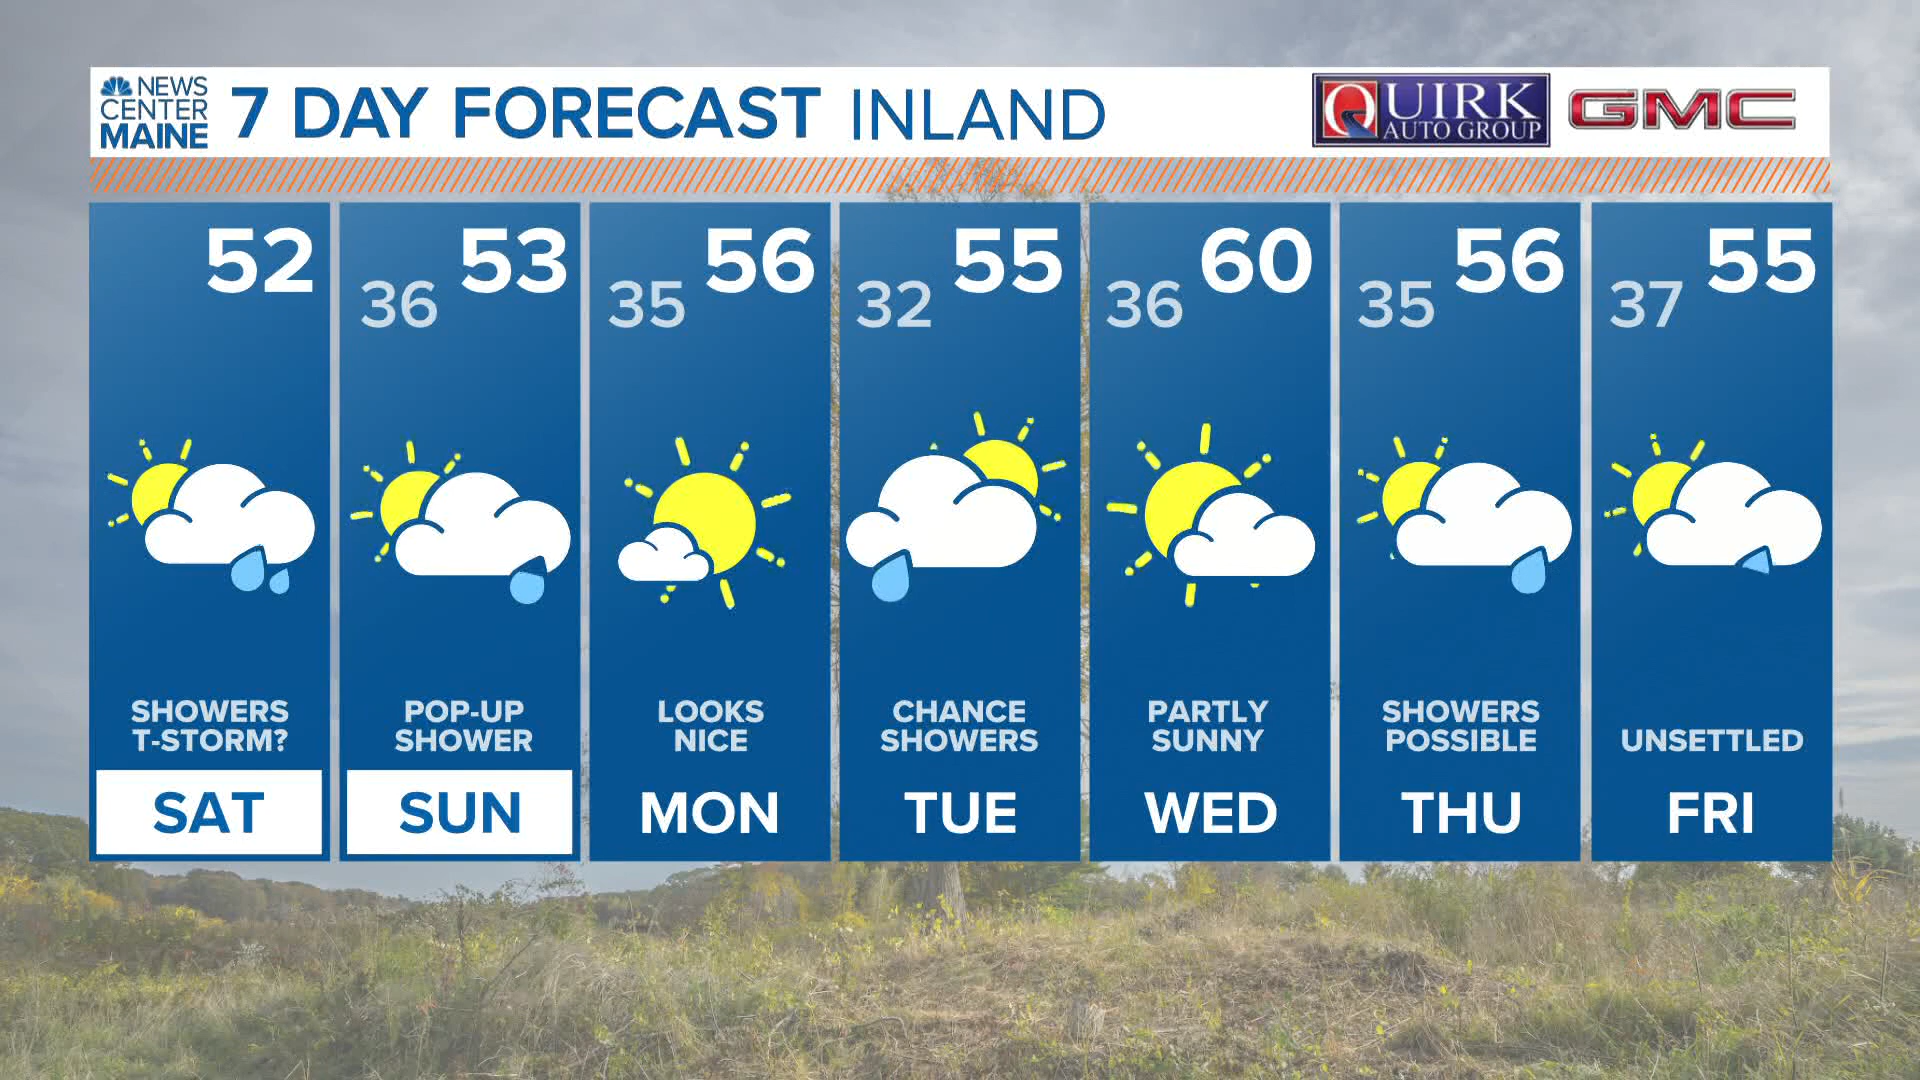 NEWS
CENTER
MAINE
7 DAY FORECAST INLAND
QUIRK
AUTO GROUP
GMC
52
36 53
35 56
32 55
36 60
35 56
37 55
SHOWERS
T-STORM?
SAT
POP-UP
SHOWER
SUN
LOOKS
NICE
MON
CHANCE
SHOWERS
TUE
PARTLY
SUNNY
WED
SHOWERS
POSSIBLE
THU
UNSETTLED
FRI